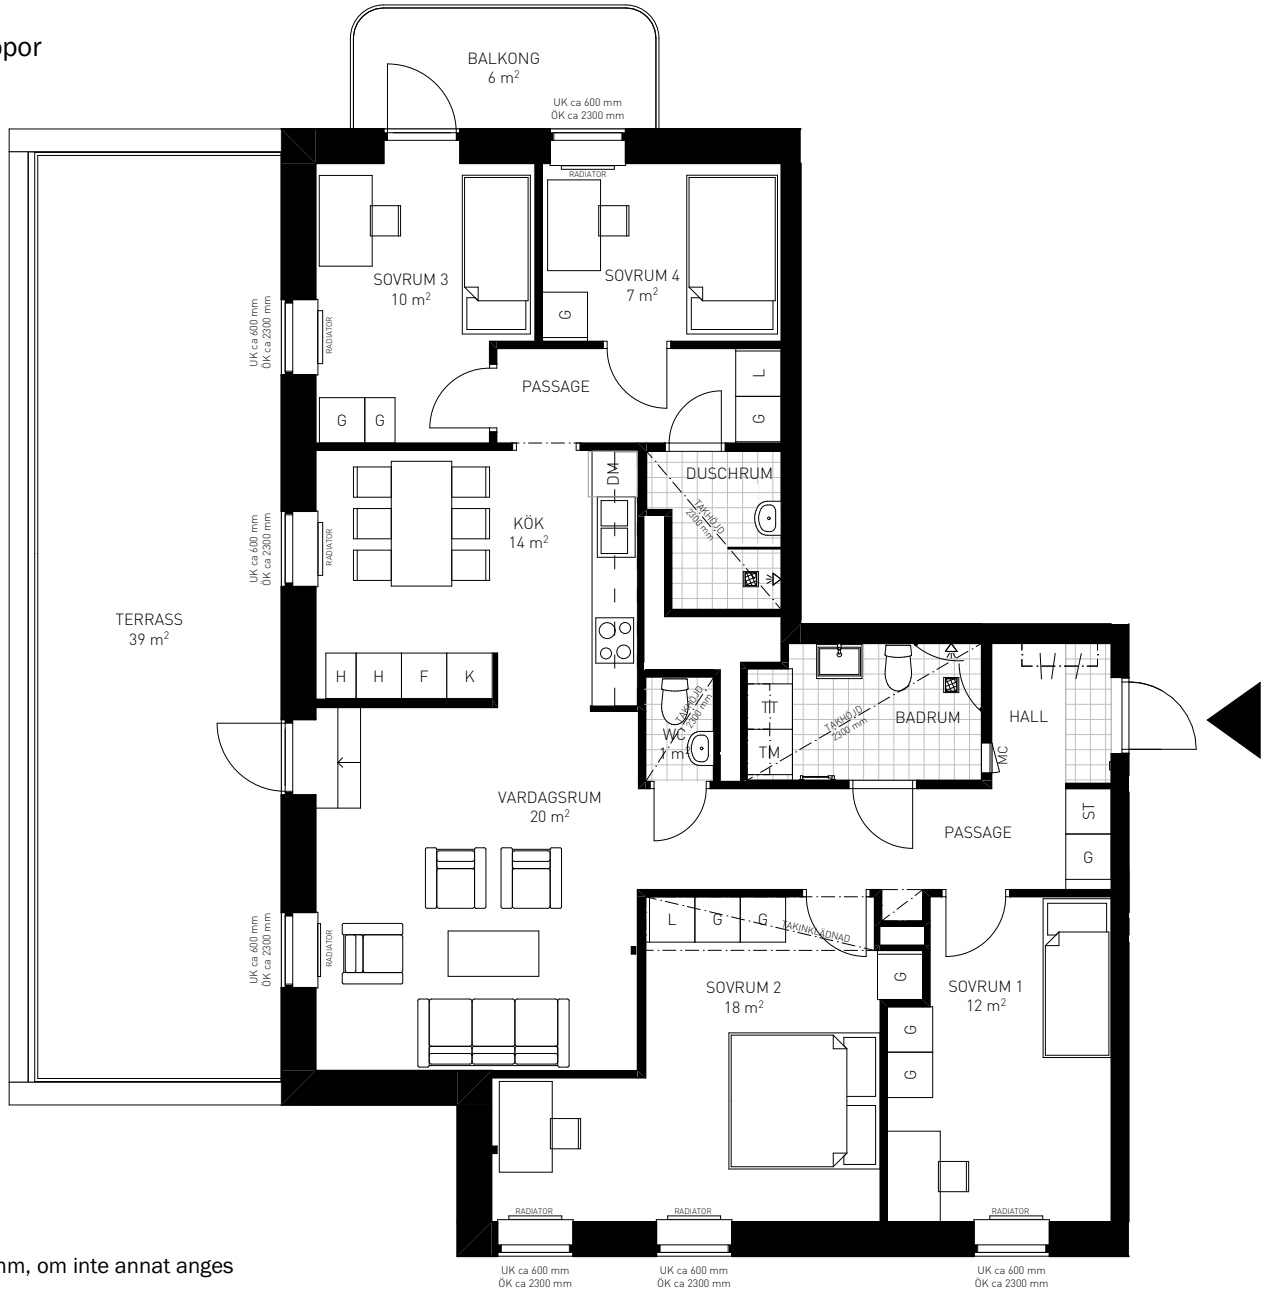 BALKONG
6 m²
UK ca 600 mm
ÖK ca 2300 mm
RADIATOR
SOVRUM 3
10 m²
SOVRUM 4
7 m²
G
UK ca 600 mm
ÖK ca 2300 mm
RADIATOR
PASSAGE
L
G
G
G
DM
DUSCHRUM
TAKHÖJD
2300 mm
KÖK
14 m²
UK ca 600 mm
ÖK ca 2300 mm
RADIATOR
TERRASS
39 m²
H
H
F
K
TAKHÖJD
2300 mm
WC
1 m²
TT
TM
TAKHÖJD
2300 mm
BADRUM
HALL
MC
VARDAGSRUM
20 m²
PASSAGE
ST
G
L
G
G
TAKINKLÄDNAD
UK ca 600 mm
ÖK ca 2300 mm
RADIATOR
SOVRUM 2
18 m²
G
SOVRUM 1
12 m²
G
G
RADIATOR
RADIATOR
RADIATOR
mm, om inte annat anges
UK ca 600 mm
ÖK ca 2300 mm
UK ca 600 mm
ÖK ca 2300 mm
UK ca 600 mm
ÖK ca 2300 mm